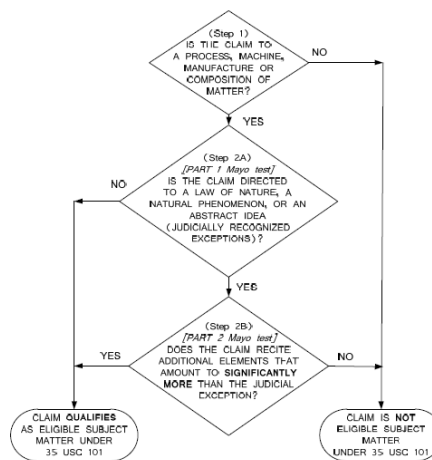 (Step 1)
IS THE CLAIM TO
A PROCESS, MACHINE,
MANUFACTURE OR
COMPOSITION OF
MATTER?
NO
YES
(Step 2A)
[PART 1 Mayo test]
IS THE CLAIM DIRECTED
TO A LAW OF NATURE, A
NATURAL PHENOMENON, OR AN
ABSTRACT IDEA
(JUDICIALLY RECOGNIZED
EXCEPTIONS)?
NO
YES
(Step 2B)
[PART 2 Mayo test]
DOES THE CLAIM RECITE
ADDITIONAL ELEMENTS THAT
AMOUNT TO SIGNIFICANTLY
MORE THAN THE JUDICIAL
EXCEPTION?
YES
NO
CLAIM QUALIFIES
AS ELIGIBLE SUBJECT
MATTER UNDER
35 USC 101
CLAIM IS NOT
ELIGIBLE SUBJECT
MATTER
UNDER 35 USC 101